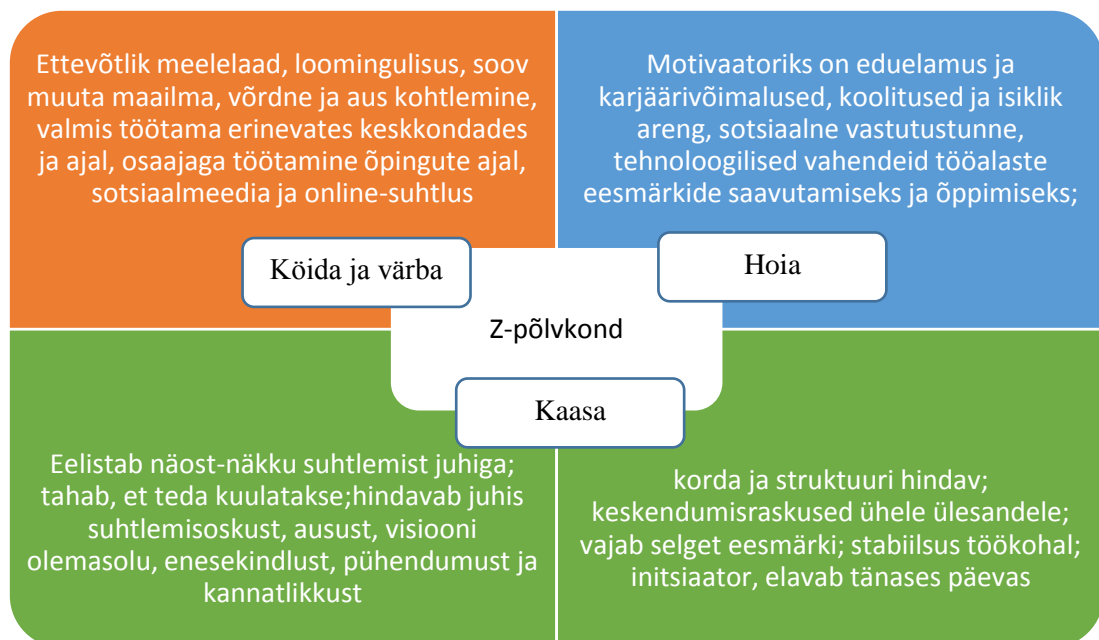 Ettevõtlik meelelaad, loomingulisus, soov
muuta maailma, võrdne ja aus kohtlemine,
valmis töötama erinevates keskkondades
ja ajal, osaajaga töötamine õpingute ajal,
sotsiaalmeedia ja online-suhtlus
Motivaatoriks on eduelamus ja
karjäärivõimalused, koolitused ja isiklik
areng, sotsiaalne vastutustunne,
tehnoloogilised vahendeid tööalaste
eesmärkide saavutamiseks ja õppimiseks;
Köida ja värba
Hoia
Z-põlvkond
Kaasa
Eelistab näost-näkku suhtlemist juhiga;
tahab, et teda kuulatakse;hindavab juhis
suhtlemisoskust, ausust, visiooni
olemasolu, enesekindlust, pühendumust ja
kannatlikkust
korda ja struktuuri hindav;
keskendumisraskused ühele ülesandele;
vajab selget eesmärki; stabiilsus töökohal;
initsiaator, elavab tänases päevas